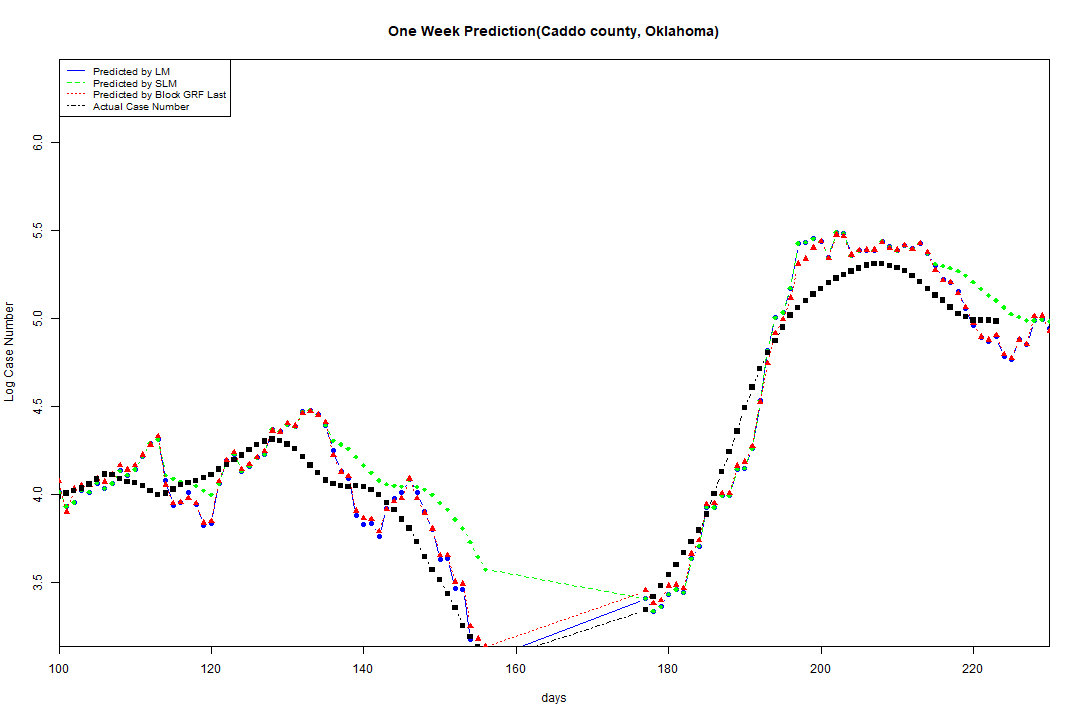 One Week Prediction(Caddo county, Oklahoma)
Predicted by LM
Predicted by SLM
Predicted by Block GRF Last
Actual Case Number
6.0
5.5
5.0
4.5
4.0
3.5
Log Case Number
100 120 140 160 180 200 220
days